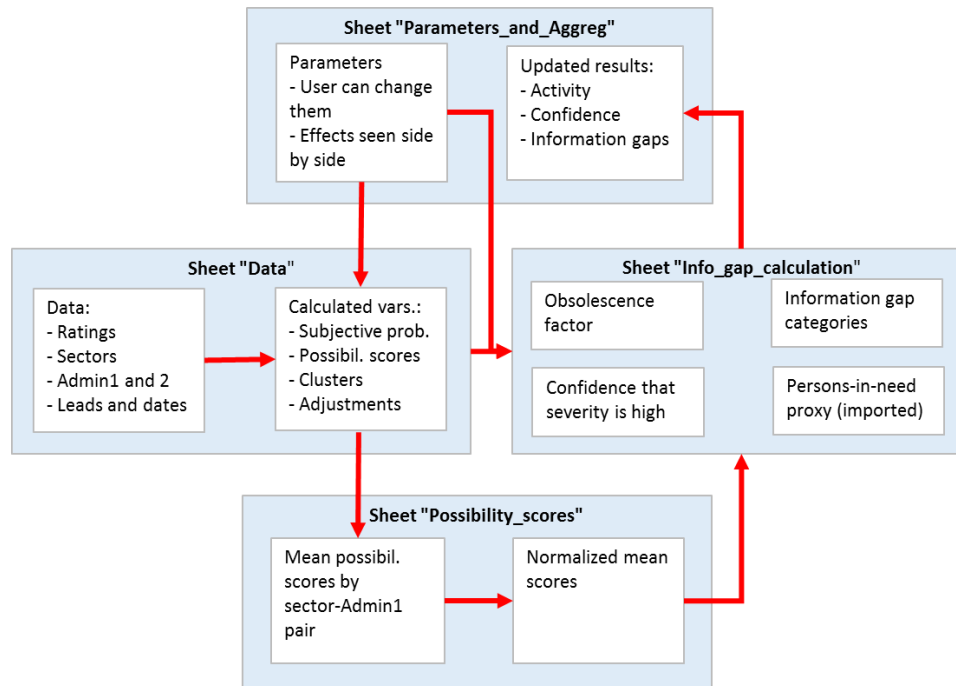 Sheet "Parameters_and_Aggreg"
Parameters
- User can change
them
- Effects seen side
by side
Updated results:
- Activity
- Confidence
- Information gaps
Sheet "Data"
Data:
- Ratings
- Sectors
- Admin1 and 2
- Leads and dates
Calculated vars.:
- Subjective prob.
- Possibil. scores
- Clusters
- Adjustments
Sheet "Info_gap_calculation"
Obsolescence
factor
Information gap
categories
Confidence that
severity is high
Persons-in-need
proxy (imported)
Sheet "Possibility_scores"
Mean possibil.
scores by
sector-Admin1
pair
Normalized mean
scores